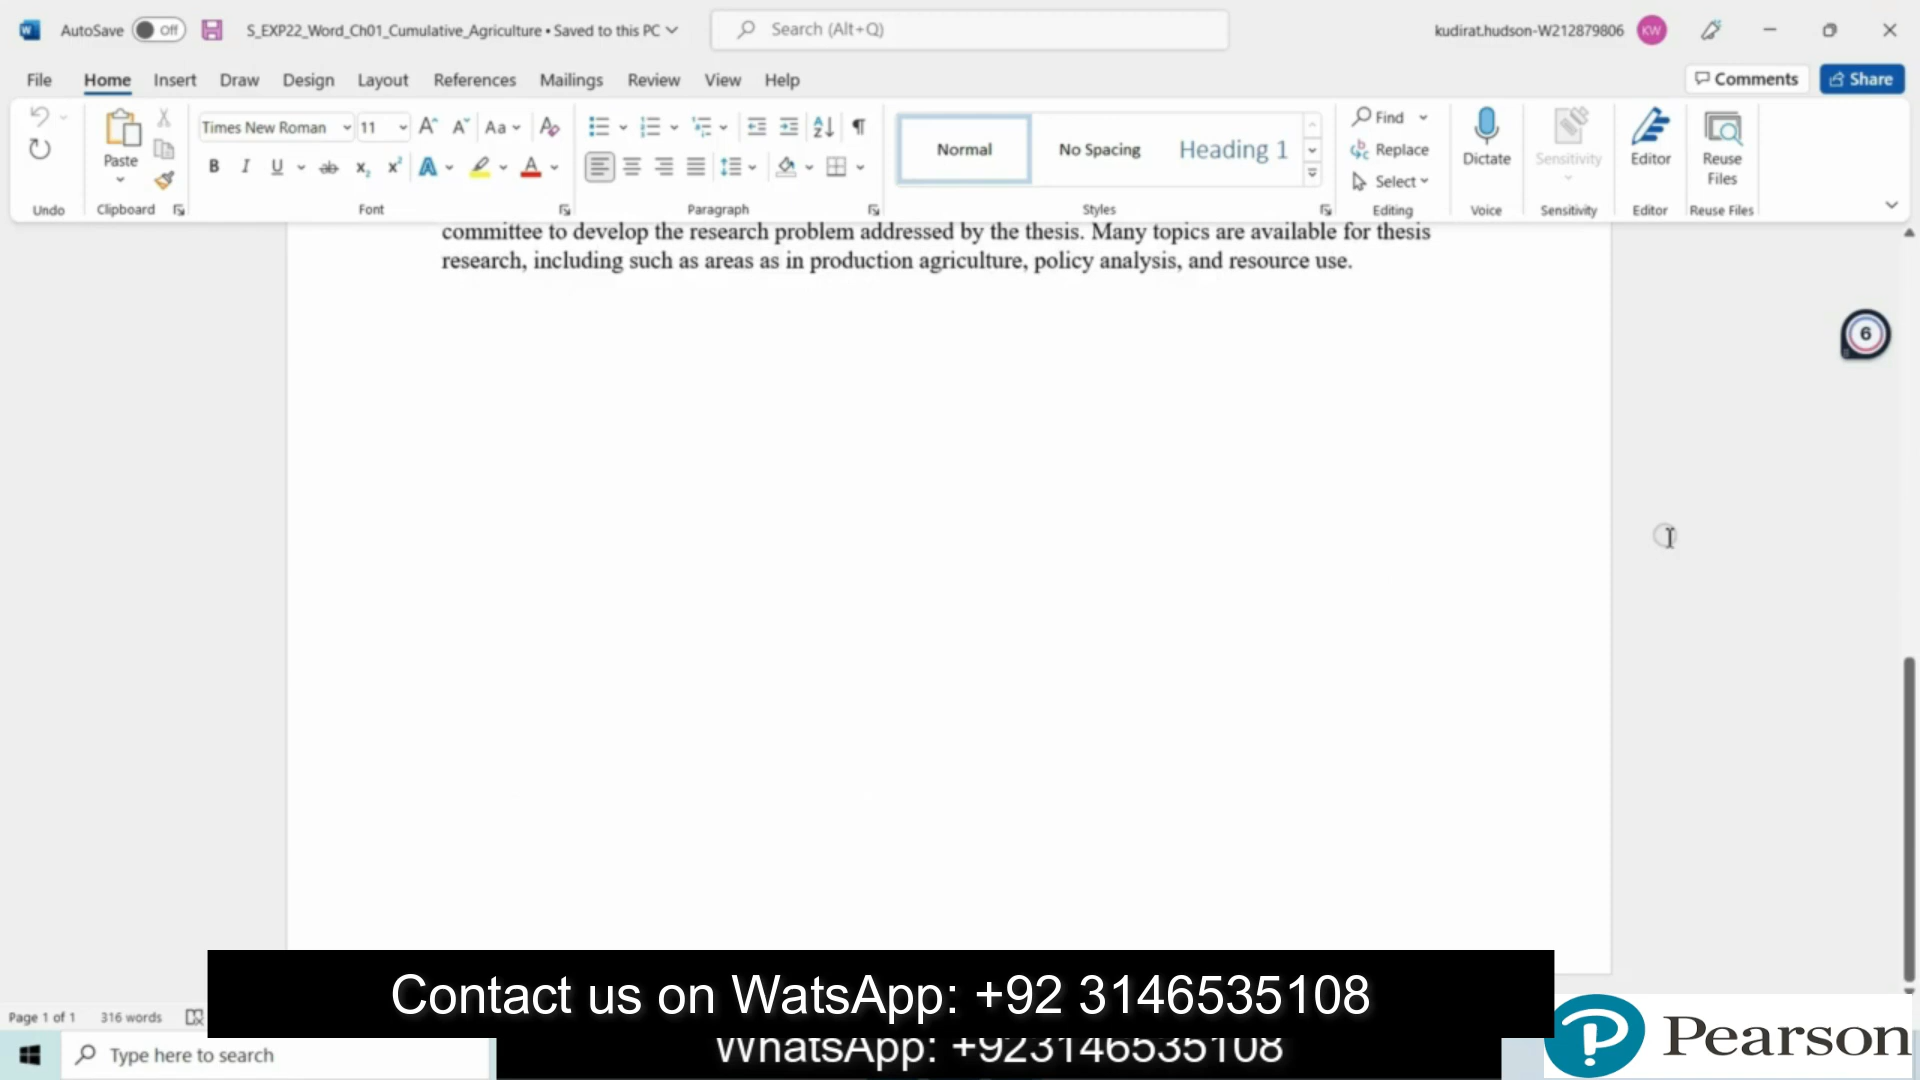 AutoSave Off S_EXP22_Word_Ch01_Cumulative_Agriculture • Saved to this PC Search (Alt+Q) kudirat.hudson-W212879806 KW
File Home Insert Draw Design Layout References Mailings Review View Help Comments Share
Times New Roman 11 Aa Find
Paste Normal No Spacing Heading 1 Replace Dictate Sensitivity Editor Reuse Files
B I U ab x₂ x² A A Select
Undo Clipboard Font Paragraph Styles Editing Voice Sensitivity Editor Reuse Files
committee to develop the research problem addressed by the thesis. Many topics are available for thesis
research, including such as areas as in production agriculture, policy analysis, and resource use.
6
Contact us on WatsApp: +92 3146535108
Page 1 of 1 316 words
Type here to search
WhatsApp: +923146535108
Pearson